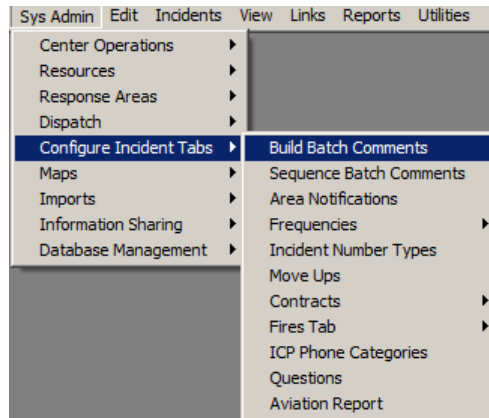 Sys Admin Edit Incidents View Links Reports Utilities
Center Operations
Resources
Response Areas
Dispatch
Configure Incident Tabs
Maps
Imports
Information Sharing
Database Management
Build Batch Comments
Sequence Batch Comments
Area Notifications
Frequencies
Incident Number Types
Move Ups
Contracts
Fires Tab
ICP Phone Categories
Questions
Aviation Report